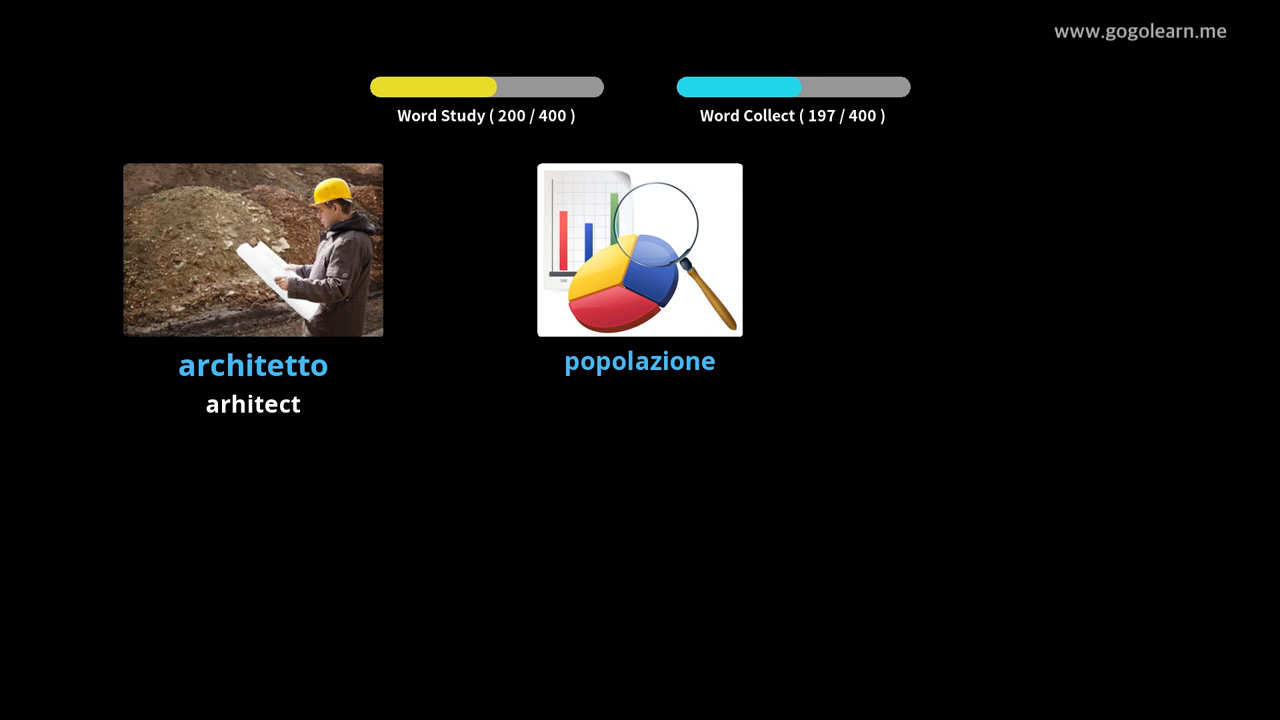 www.gogolearn.me
Word Study ( 200 / 400 )
Word Collect ( 197 / 400 )
architetto
arhitect
popolazione